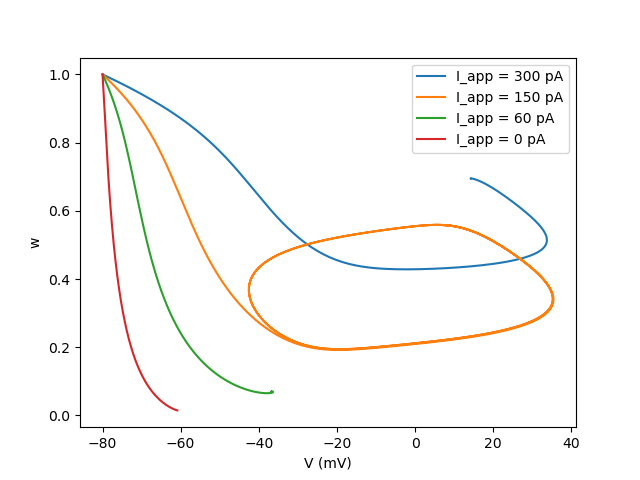 I_app = 300 pA
I_app = 150 pA
I_app = 60 pA
I_app = 0 pA
1.0
0.8
0.6
0.4
0.2
0.0
w
−80 −60 −40 −20 0 20 40
V (mV)